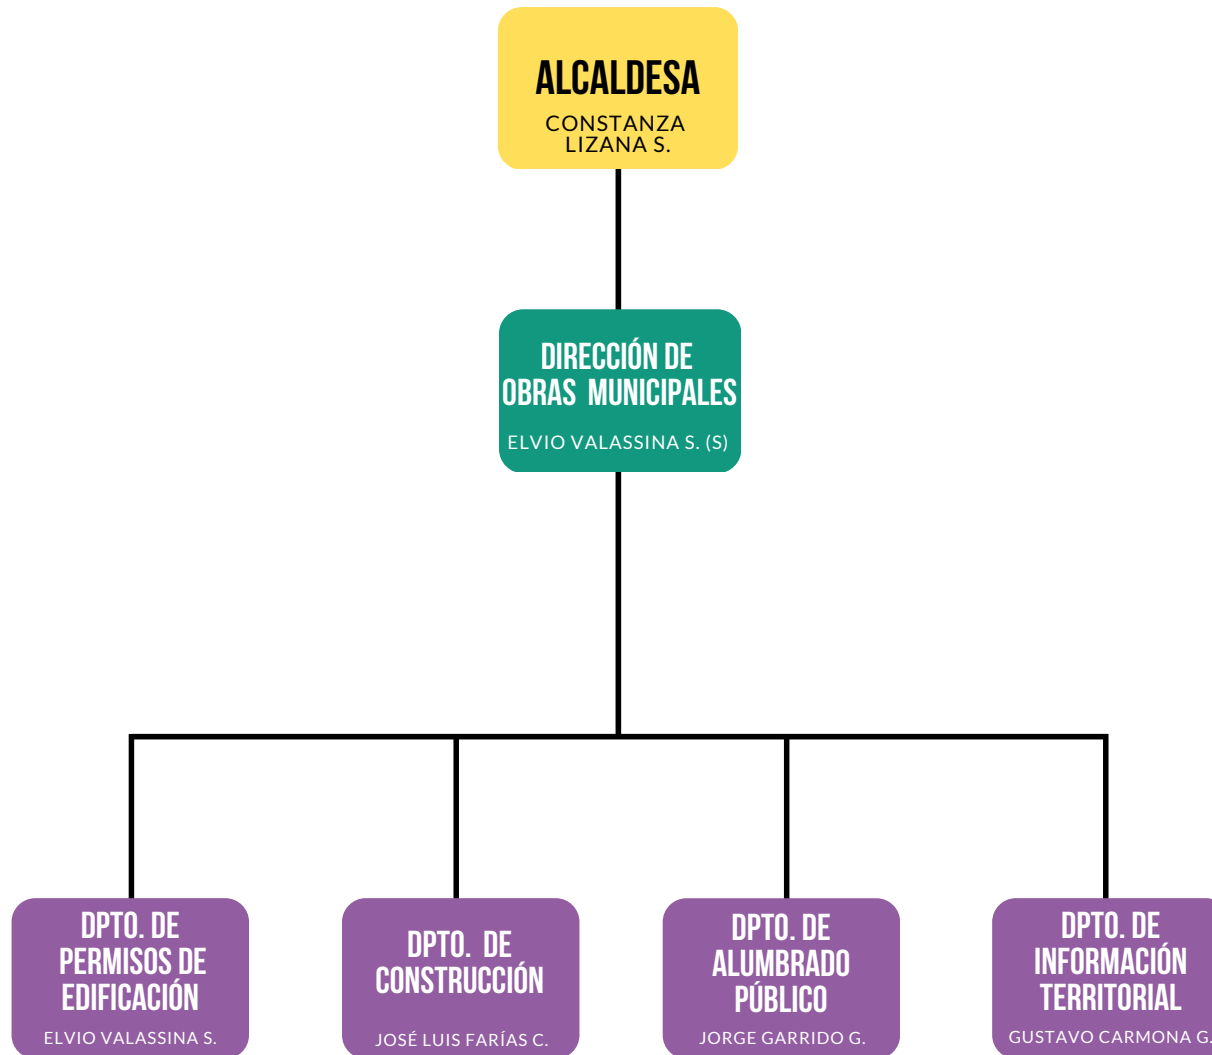 ALCALDESA
CONSTANZA
LIZANA S.
DIRECCIÓN DE
OBRAS MUNICIPALES
ELVIO VALASSINA S. (S)
DPTO. DE
PERMISOS DE
EDIFICACIÓN
ELVIO VALASSINA S.
DPTO. DE
CONSTRUCCIÓN
JOSÉ LUIS FARÍAS C.
DPTO. DE
ALUMBRADO
PÚBLICO
JORGE GARRIDO G.
DPTO. DE
INFORMACIÓN
TERRITORIAL
GUSTAVO CARMONA G.